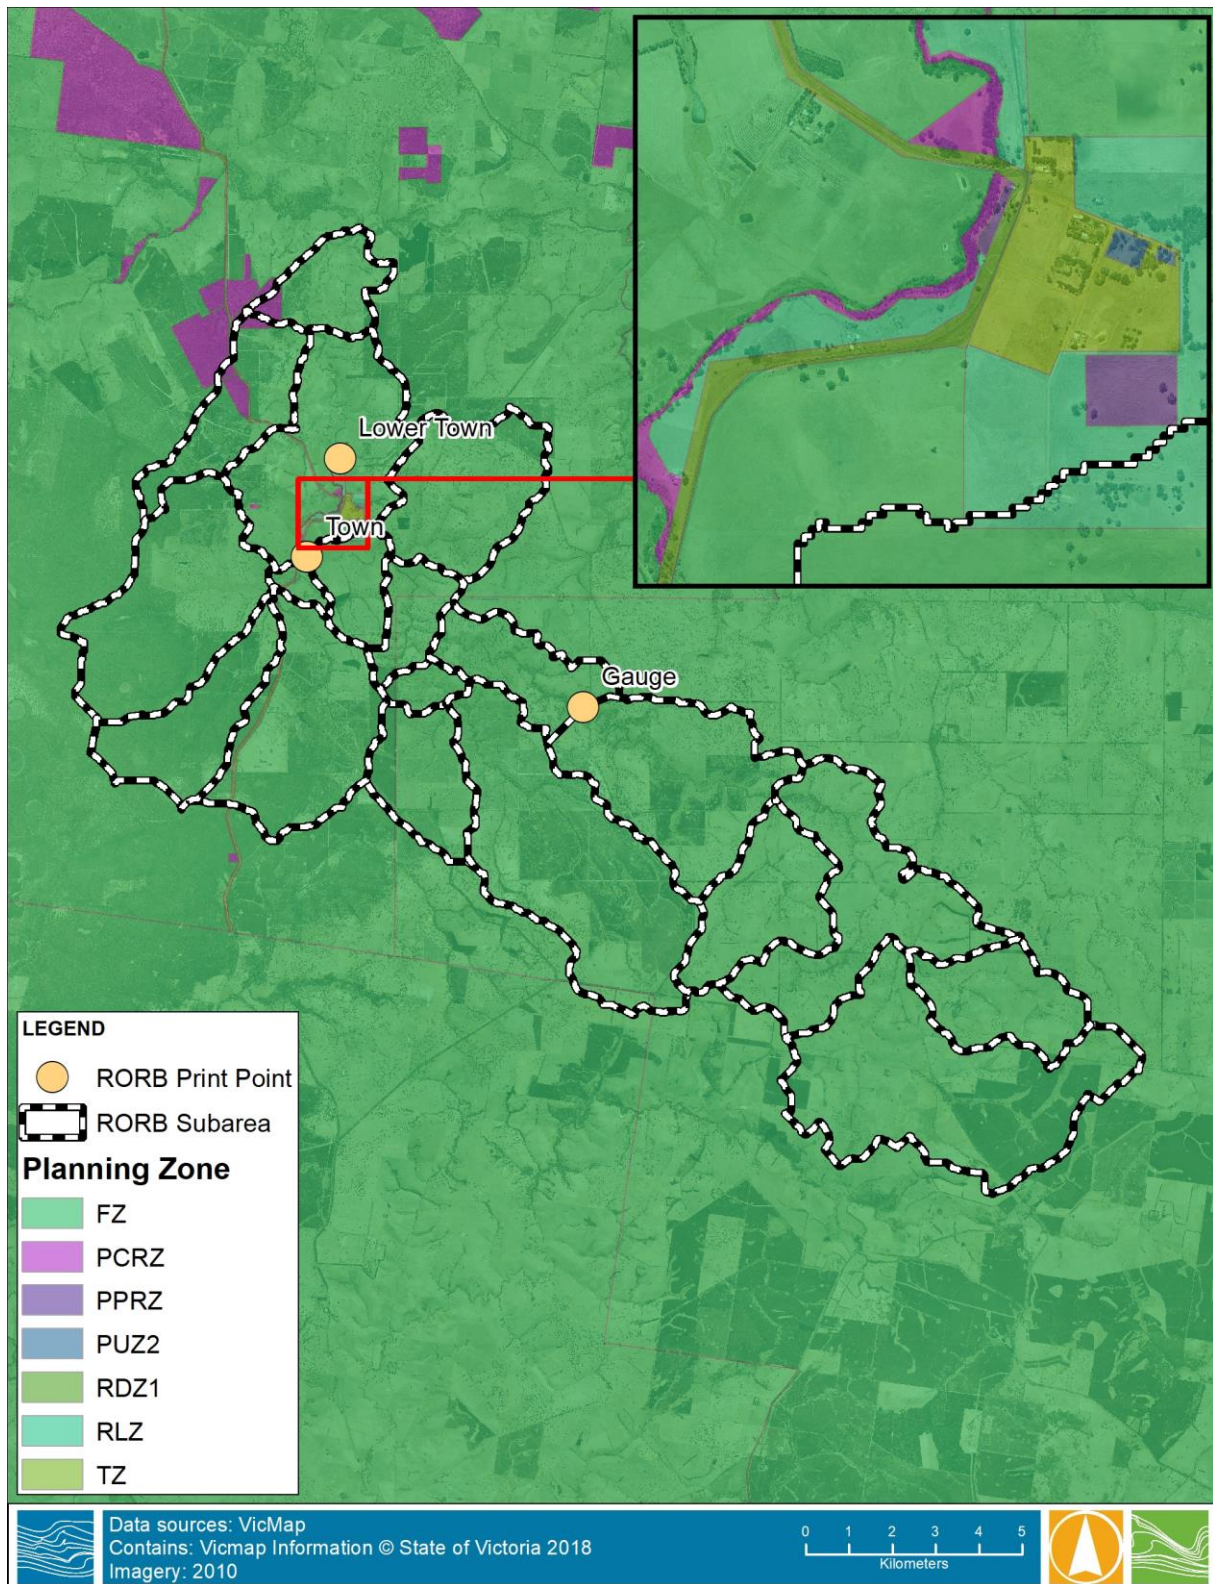 Lower Town
Town
Gauge
LEGEND
RORB Print Point
RORB Subarea
Planning Zone
FZ
PCRZ
PPRZ
PUZ2
RDZ1
RLZ
TZ
Data sources: VicMap
Contains: Vicmap Information © State of Victoria 2018
Imagery: 2010
0 1 2 3 4 5
Kilometers